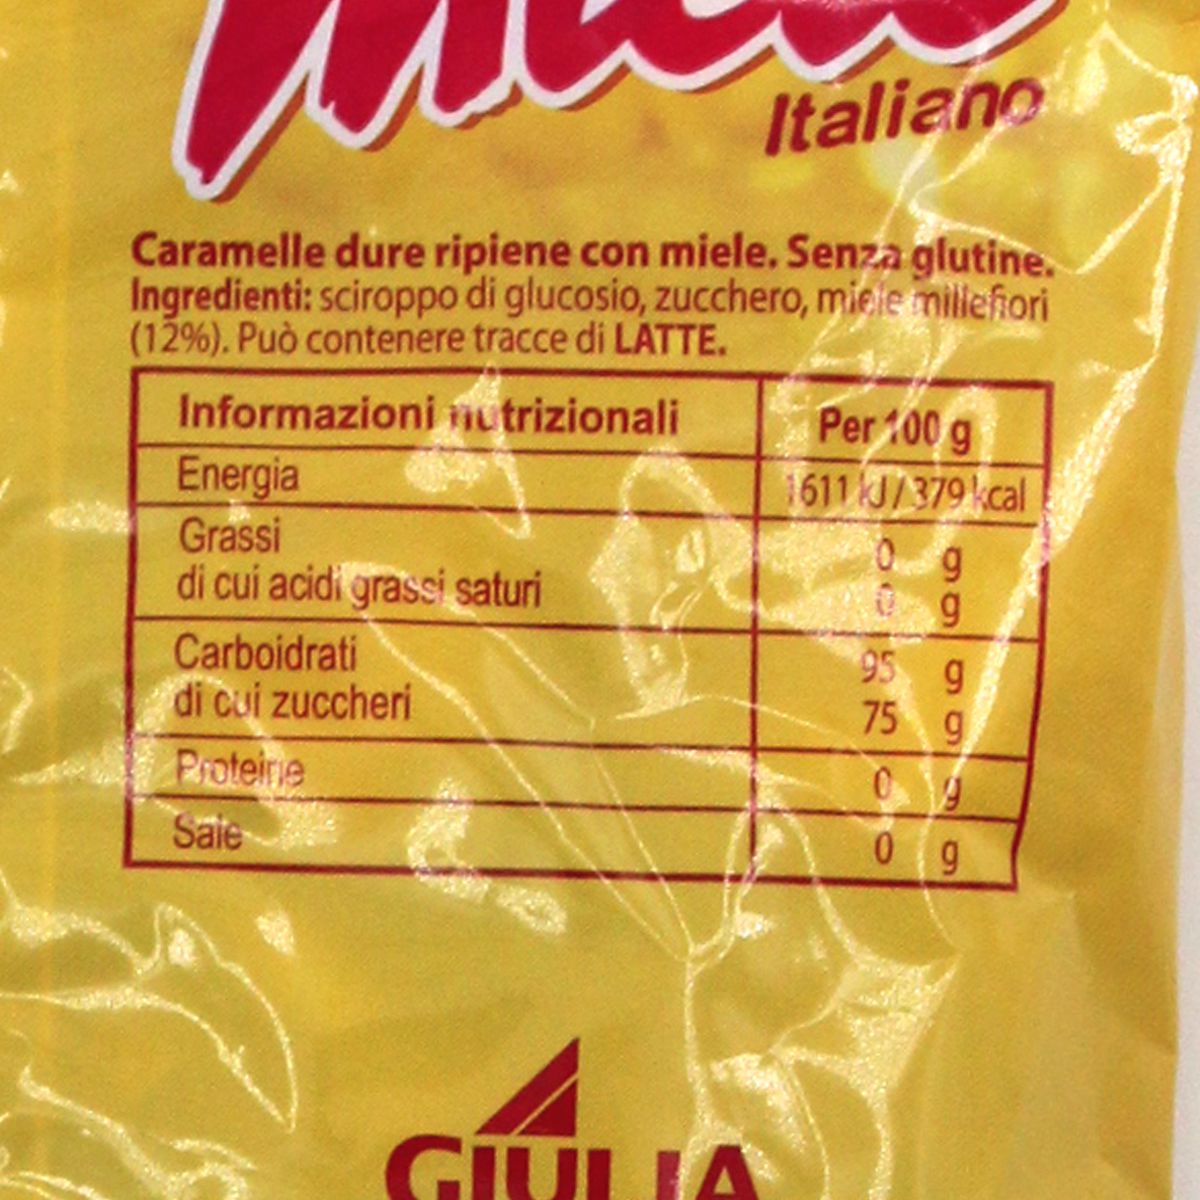 Italiano
Caramelle dure ripiene con miele. Senza glutine.
Ingredienti: sciroppo di glucosio, zucchero, miele millefiori
(12%). Può contenere tracce di LATTE.
Informazioni nutrizionali Per 100 g
Energia 1611 kJ / 379 kcal
Grassi 0 g
di cui acidi grassi saturi 0 g
Carboidrati 95 g
di cui zuccheri 75 g
Proteine 0 g
Sale 0 g
GIULIA